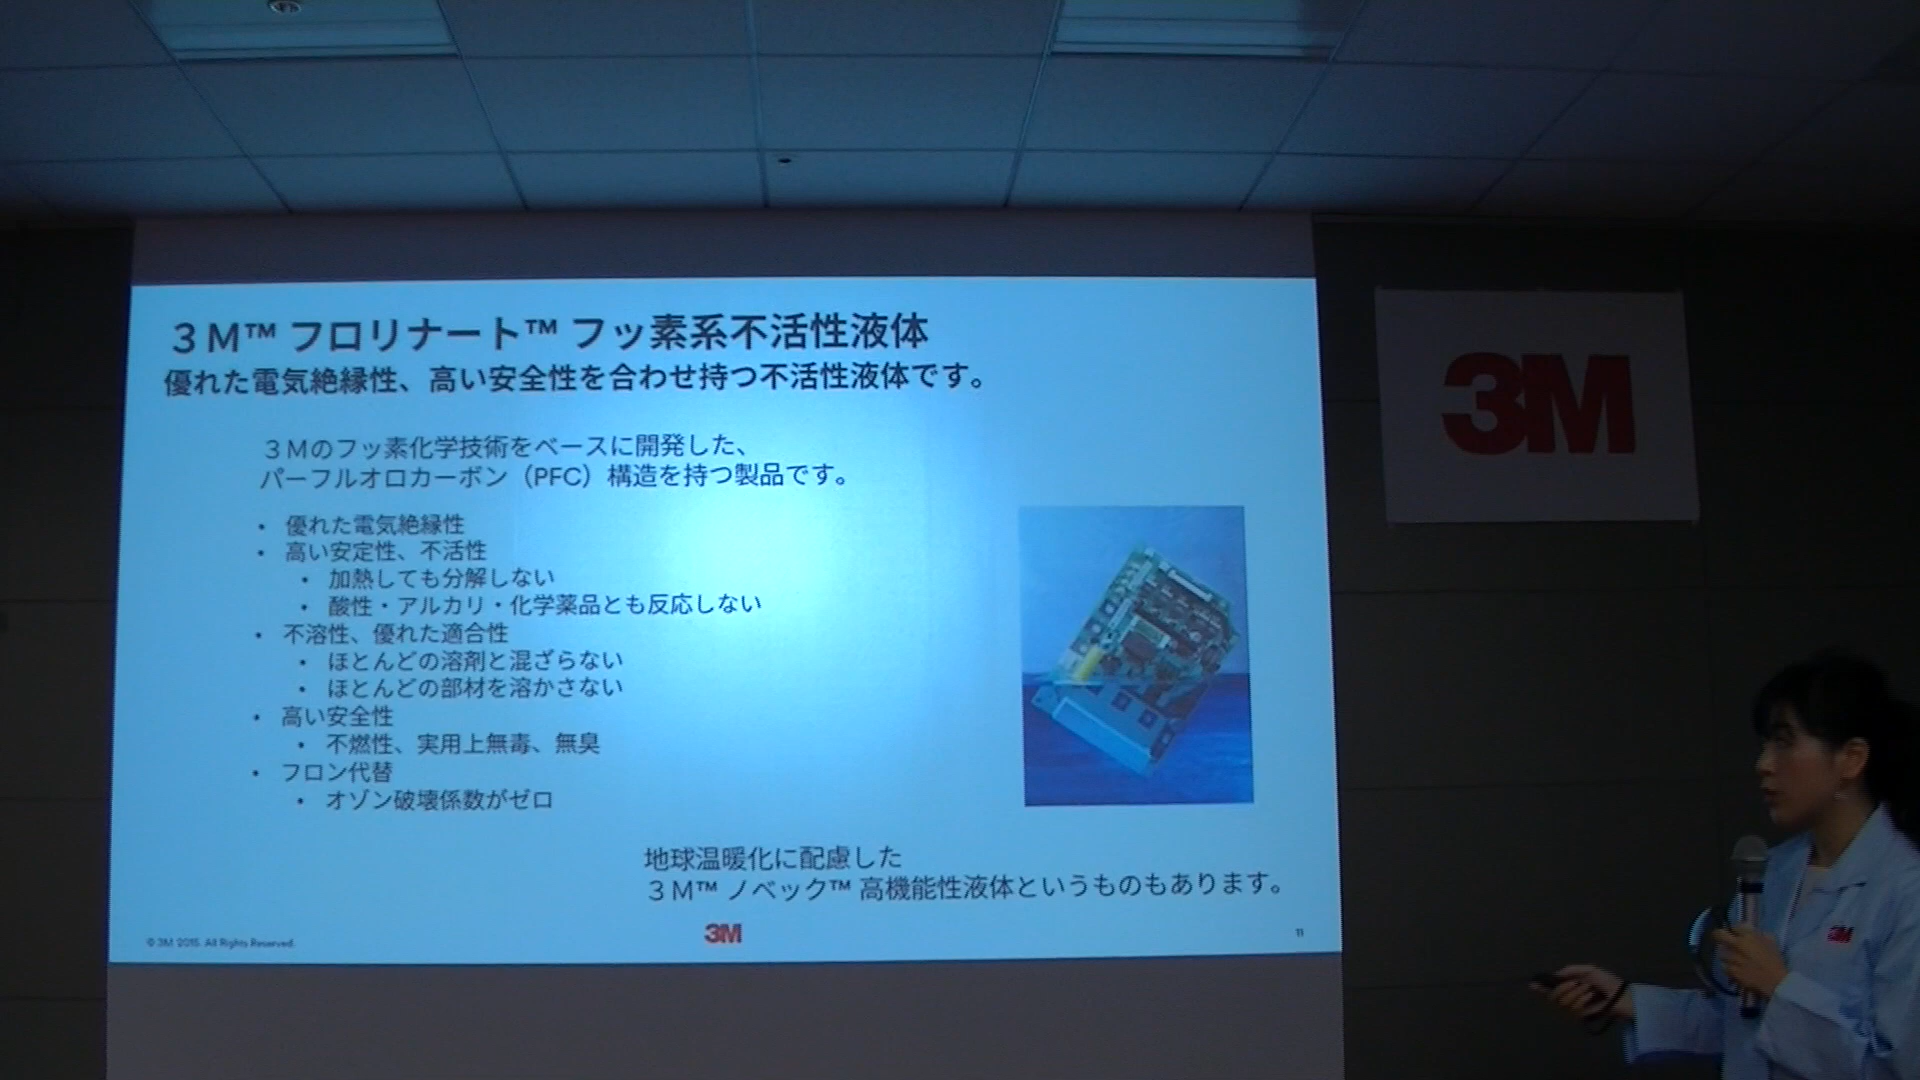 ３M™ フロリナート™ フッ素系不活性液体
優れた電気絶縁性、高い安全性を合わせ持つ不活性液体です。
３Mのフッ素化学技術をベースに開発した、
パーフルオロカーボン（PFC）構造を持つ製品です。
• 優れた電気絶縁性
• 高い安定性、不活性
• 加熱しても分解しない
• 酸性・アルカリ・化学薬品とも反応しない
• 不溶性、優れた適合性
• ほとんどの溶剤と混ざらない
• ほとんどの部材を溶かさない
• 高い安全性
• 不燃性、実用上無毒、無臭
• フロン代替
• オゾン破壊係数がゼロ
地球温暖化に配慮した
３M™ ノベック™ 高機能性液体というものもあります。
© 3M 2015. All Rights Reserved.
3M
11
3M
3M